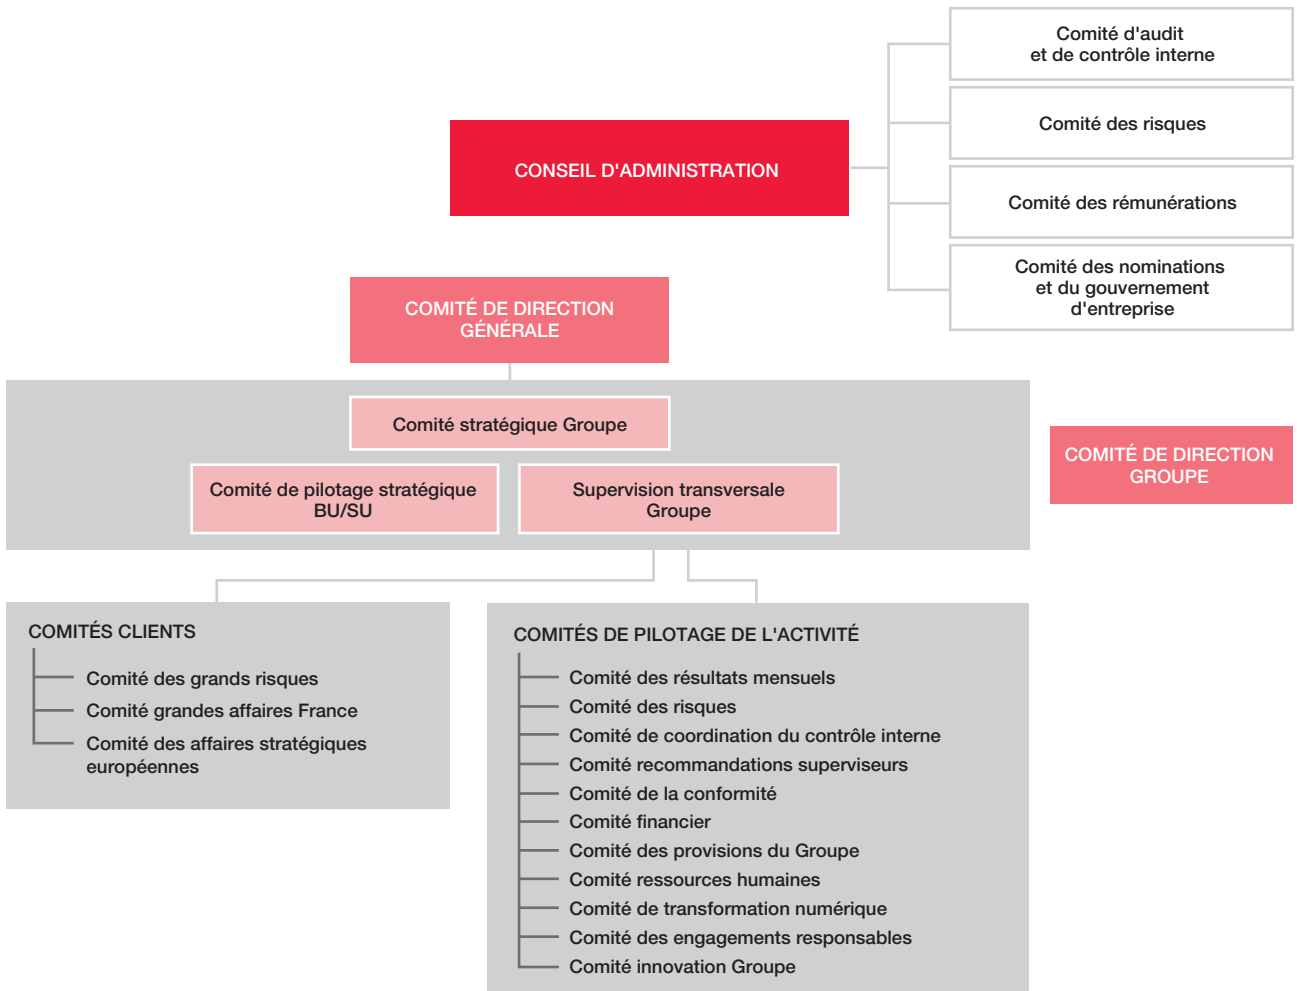 Comité d'audit
et de contrôle interne
Comité des risques
CONSEIL D'ADMINISTRATION
Comité des rémunérations
Comité des nominations
et du gouvernement
d'entreprise
COMITÉ DE DIRECTION
GÉNÉRALE
Comité stratégique Groupe
COMITÉ DE DIRECTION
GROUPE
Comité de pilotage stratégique
BU/SU
Supervision transversale
Groupe
COMITÉS CLIENTS
Comité des grands risques
Comité grandes affaires France
Comité des affaires stratégiques
européennes
COMITÉS DE PILOTAGE DE L'ACTIVITÉ
Comité des résultats mensuels
Comité des risques
Comité de coordination du contrôle interne
Comité recommandations superviseurs
Comité de la conformité
Comité financier
Comité des provisions du Groupe
Comité ressources humaines
Comité de transformation numérique
Comité des engagements responsables
Comité innovation Groupe